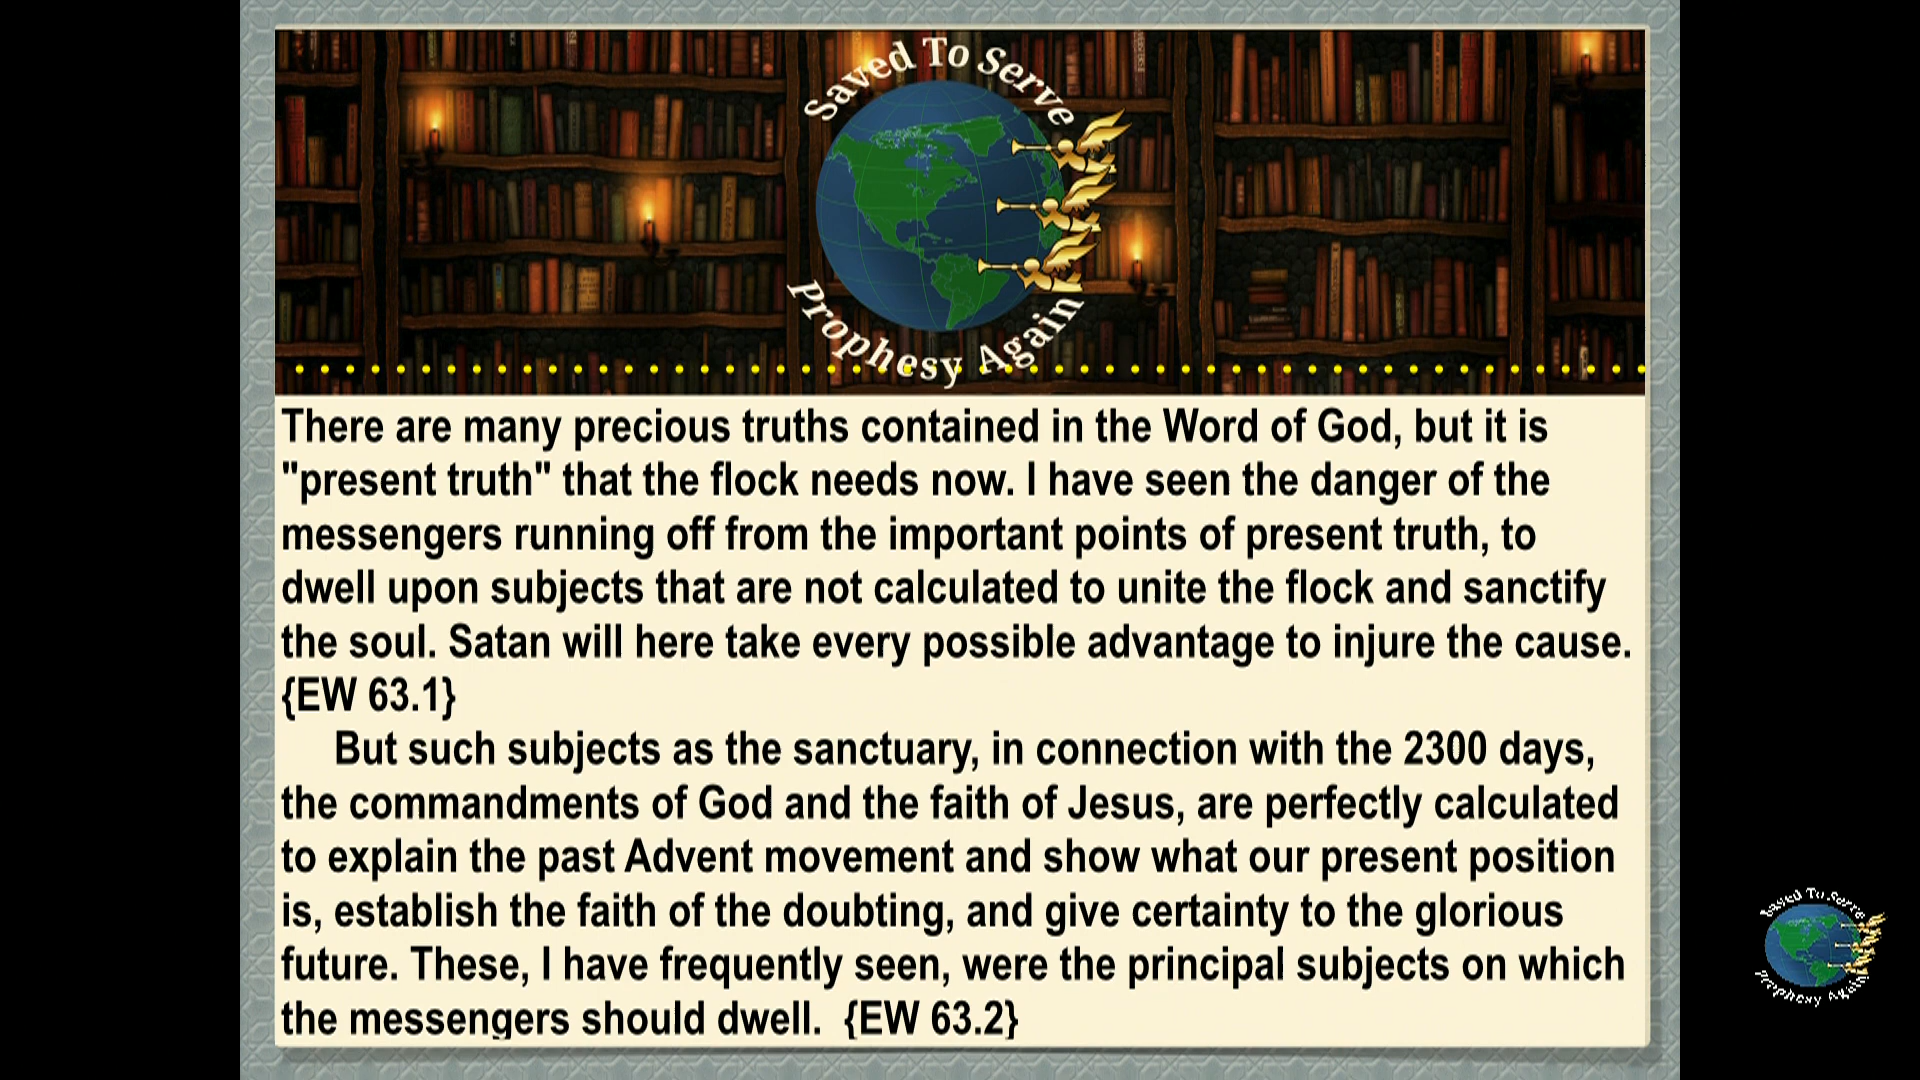 Saved To Serve
Prophesy Again
There are many precious truths contained in the Word of God, but it is
"present truth" that the flock needs now. I have seen the danger of the
messengers running off from the important points of present truth, to
dwell upon subjects that are not calculated to unite the flock and sanctify
the soul. Satan will here take every possible advantage to injure the cause.
{EW 63.1}
But such subjects as the sanctuary, in connection with the 2300 days,
the commandments of God and the faith of Jesus, are perfectly calculated
to explain the past Advent movement and show what our present position
is, establish the faith of the doubting, and give certainty to the glorious
future. These, I have frequently seen, were the principal subjects on which
the messengers should dwell.  {EW 63.2}
Saved To Serve
Prophesy Again